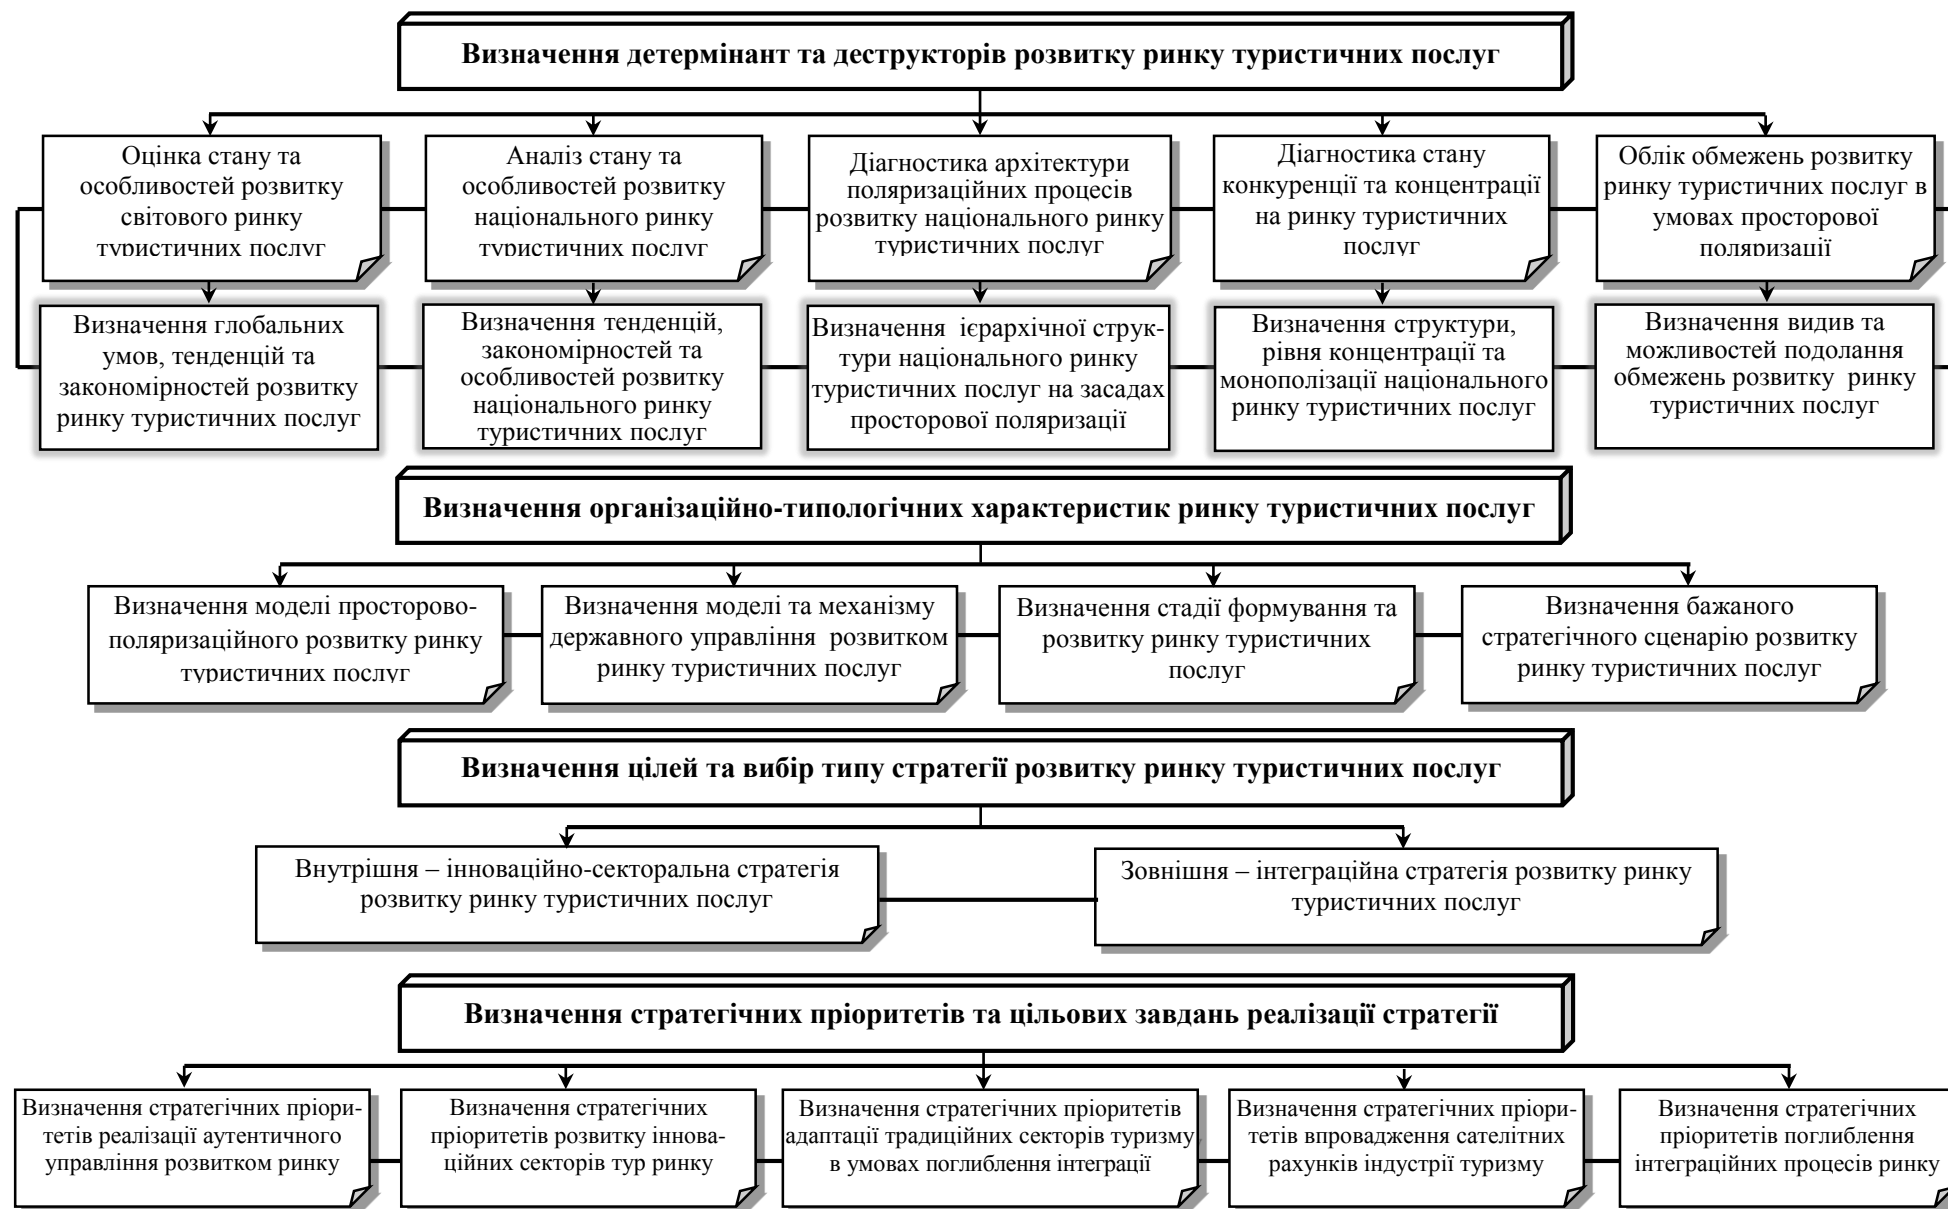 Визначення детермінант та деструкторів розвитку ринку туристичних послуг
Оцінка стану та
особливостей розвитку
світового ринку
туристичних послуг
Аналіз стану та
особливостей розвитку
національного ринку
туристичних послуг
Діагностика архітектури
поляризаційних процесів
розвитку національного ринку
туристичних послуг
Діагностика стану
конкуренції та концентрації
на ринку туристичних
послуг
Облік обмежень розвитку
ринку туристичних послуг в
умовах просторової
поляризації
Визначення глобальних
умов, тенденцій та
закономірностей розвитку
ринку туристичних послуг
Визначення тенденцій,
закономірностей та
особливостей розвитку
національного ринку
туристичних послуг
Визначення ієрархічної струк-
тури національного ринку
туристичних послуг на засадах
просторової поляризації
Визначення структури,
рівня концентрації та
монополізації національного
ринку туристичних послуг
Визначення видив та
можливостей подолання
обмежень розвитку ринку
туристичних послуг
Визначення організаційно-типологічних характеристик ринку туристичних послуг
Визначення моделі просторово-
поляризаційного розвитку ринку
туристичних послуг
Визначення моделі та механізму
державного управління розвитком
ринку туристичних послуг
Визначення стадії формування та
розвитку ринку туристичних
послуг
Визначення бажаного
стратегічного сценарію розвитку
ринку туристичних послуг
Визначення цілей та вибір типу стратегії розвитку ринку туристичних послуг
Внутрішня – інноваційно-секторальна стратегія
розвитку ринку туристичних послуг
Зовнішня – інтеграційна стратегія розвитку ринку
туристичних послуг
Визначення стратегічних пріоритетів та цільових завдань реалізації стратегії
Визначення стратегічних пріори-
тетів реалізації аутентичного
управління розвитком ринку
Визначення стратегічних
пріоритетів розвитку іннова-
ційних секторів тур ринку
Визначення стратегічних пріоритетів
адаптації традиційних секторів туризму
в умовах поглиблення інтеграції
Визначення стратегічних пріори-
тетів впровадження сателітних
рахунків індустрії туризму
Визначення стратегічних
пріоритетів поглиблення
інтеграційних процесів ринку